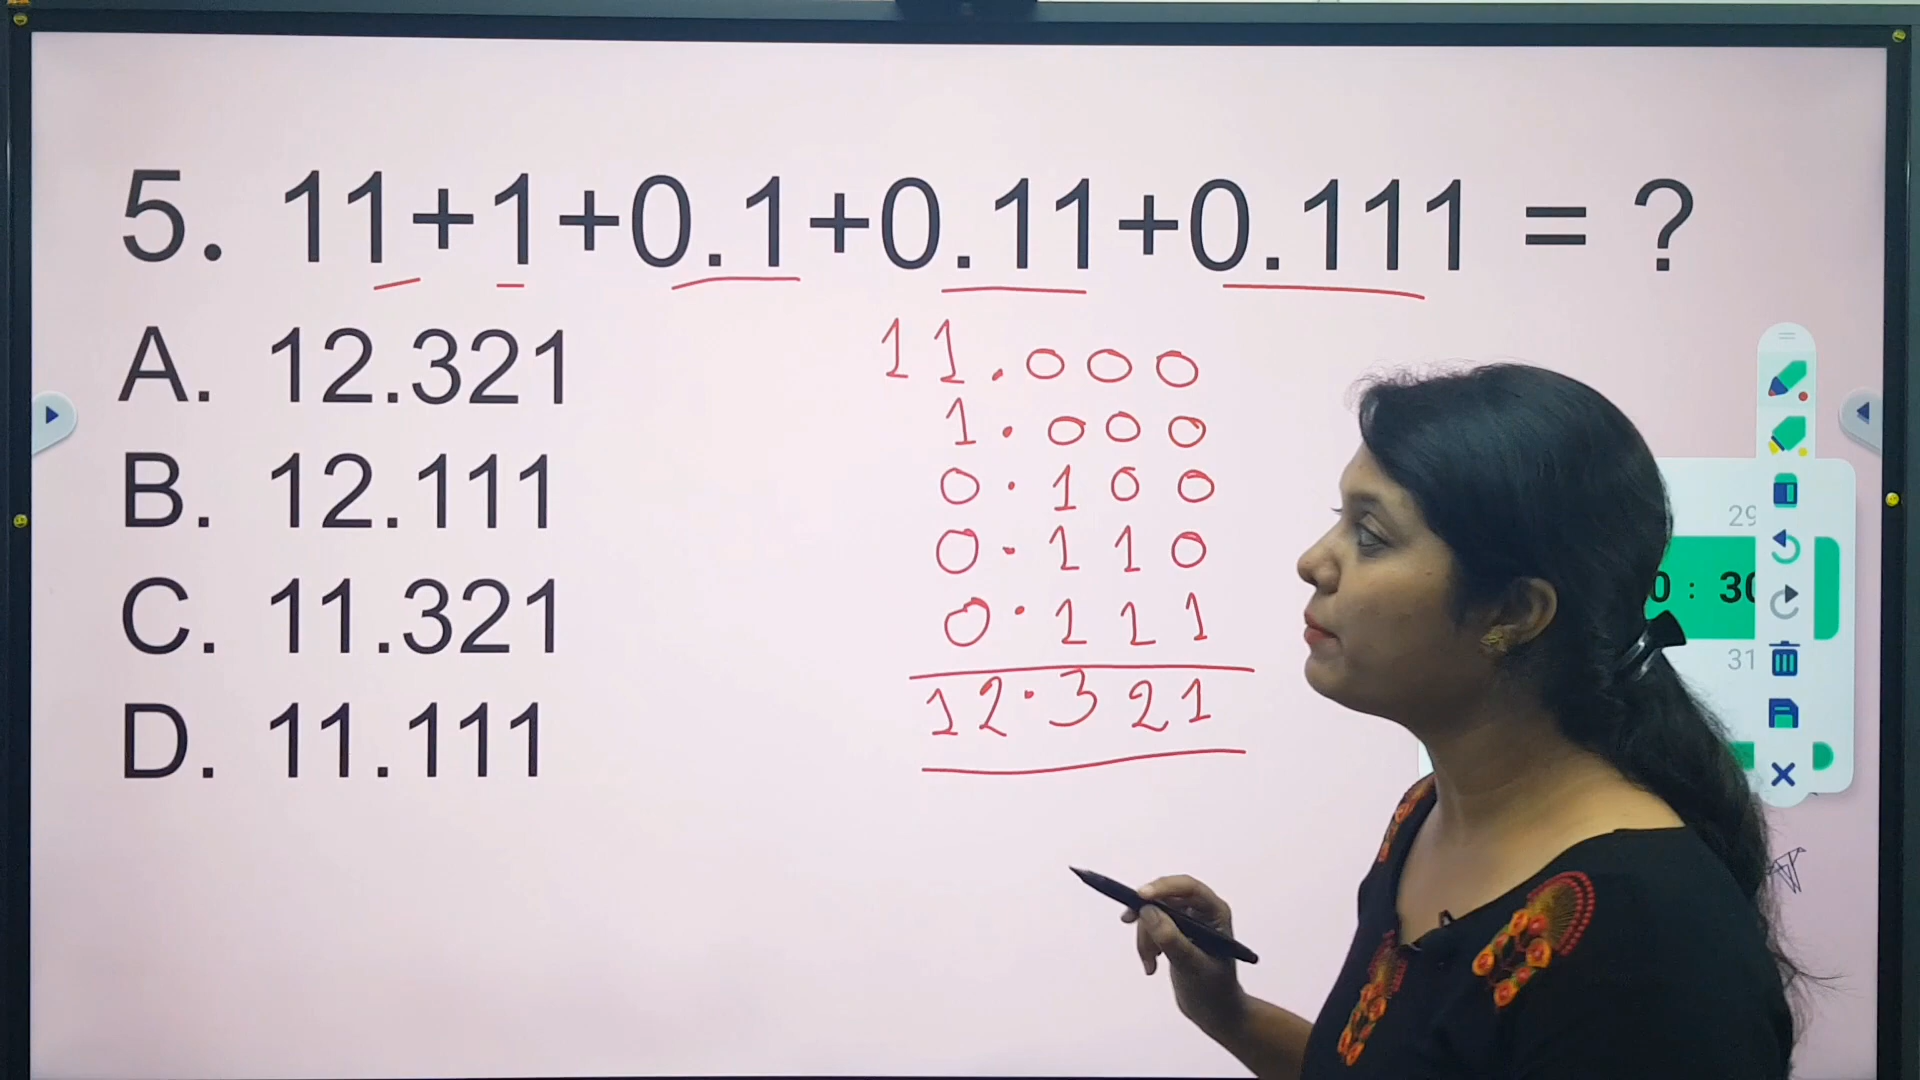 5. 11+1+0.1+0.11+0.111 = ?
A. 12.321
B. 12.111
C. 11.321
D. 11.111
11.000
1.000
0.100
0.110
0.111
12.321
29
0 : 30
31